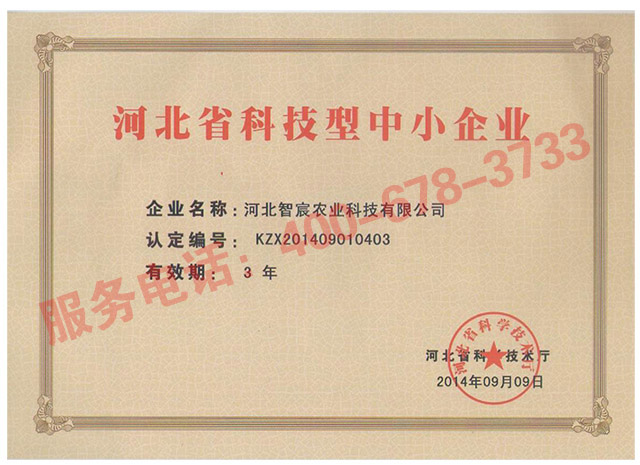 河北省科技型中小企业
企业名称：河北智宸农业科技有限公司
认定编号： KZX201409010403
有效期： 3 年
服务电话：400-678-3733
河北省科学技术厅
河北省科学技术厅
2014年09月09日